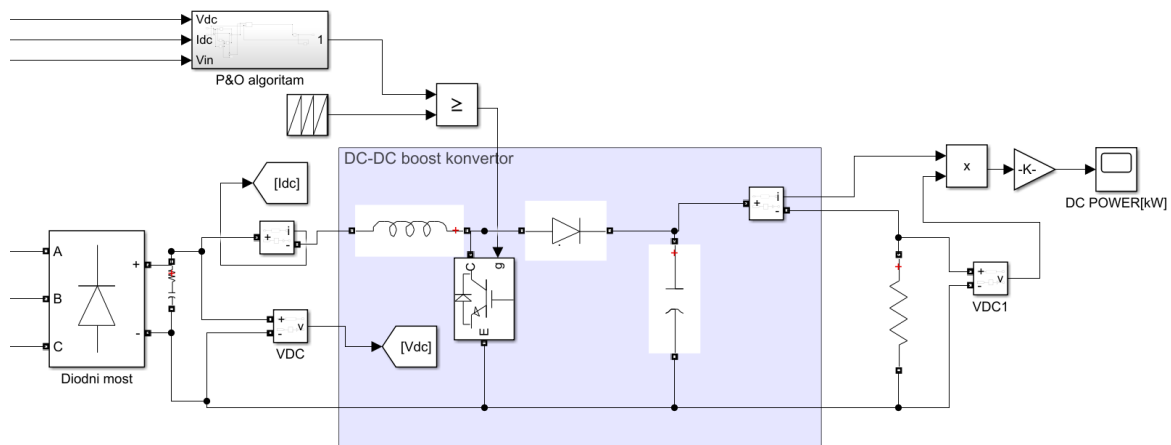 Vdc
Idc
Vin
1
P&O algoritam
≥
DC-DC boost konvertor
[Idc]
i
+
-
i
+
-
x
-K-
DC POWER[kW]
A
B
C
+
-
Diodni most
+
-
v
VDC
[Vdc]
+
C
g
E
+
+
+
-
v
VDC1